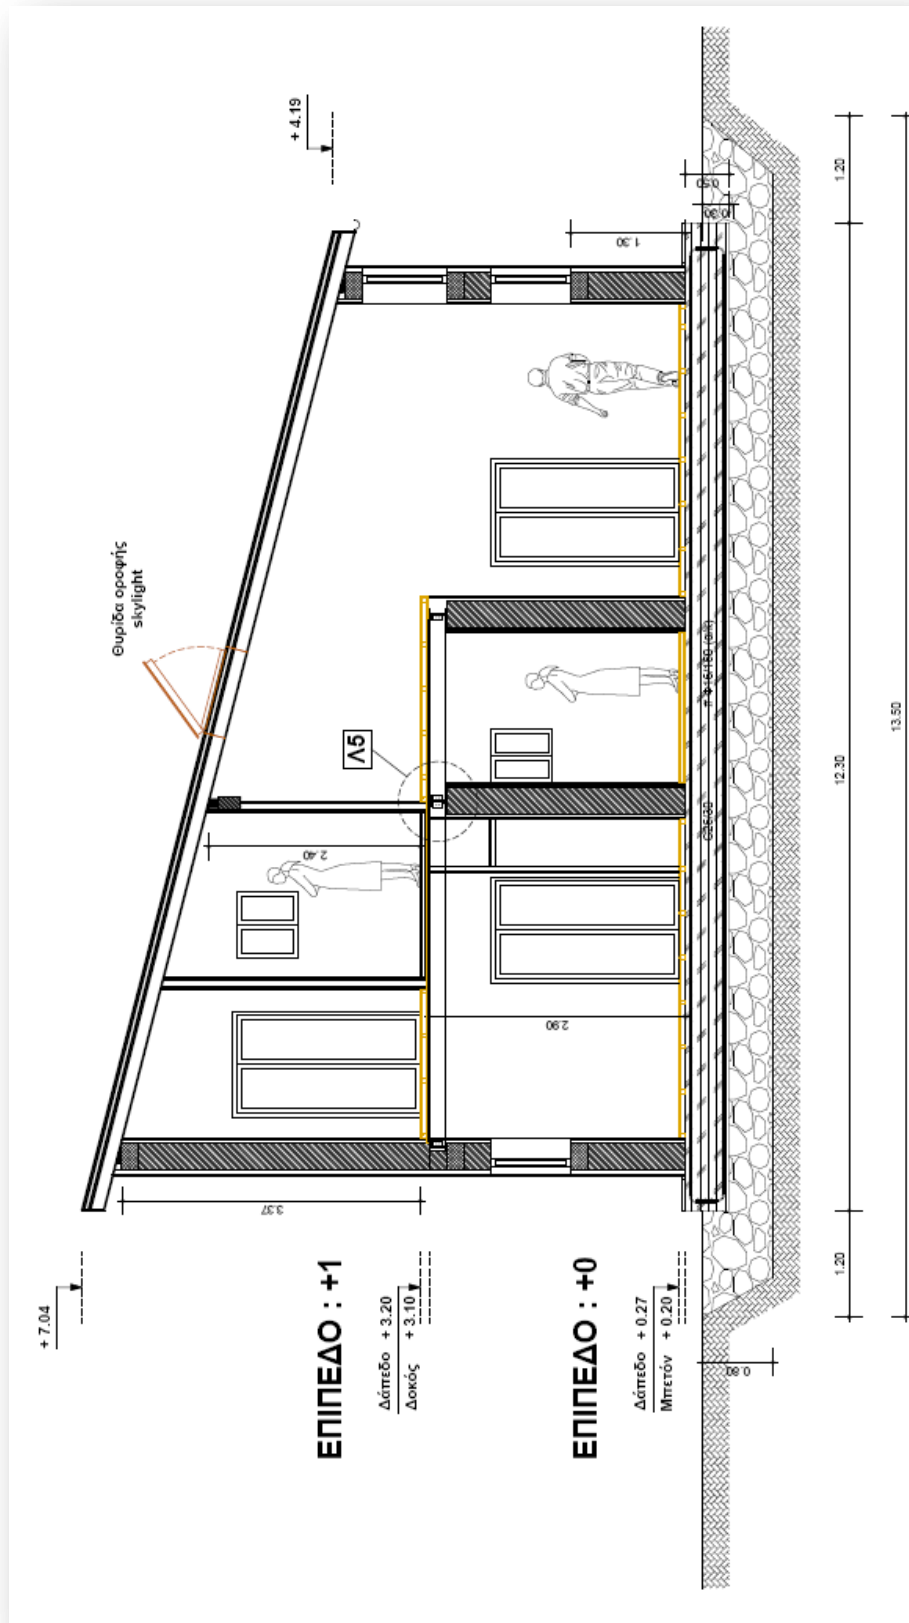 + 4.19
Θυρίδα οροφής
skylight
Λ5
+ 7.04
ΕΠΙΠΕΔΟ : +1
Δάπεδο + 3.20
Δοκός + 3.10
ΕΠΙΠΕΔΟ : +0
Δάπεδο + 0.27
Μπετόν + 0.20
1.30
0.50
0.30
2.40
2.90
3.37
0.80
# Φ16/150 (α/κ)
C25/30
1.20
12.30
1.20
13.50